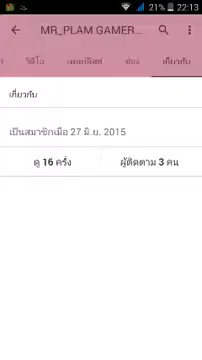 21% 22:13
MR_PLAM GAMER...
วิดีโอ เพลย์ลิสต์ ช่อง เกี่ยวกับ
เกี่ยวกับ
เป็นสมาชิกเมื่อ 27 มิ.ย. 2015
ดู 16 ครั้ง ผู้ติดตาม 3 คน